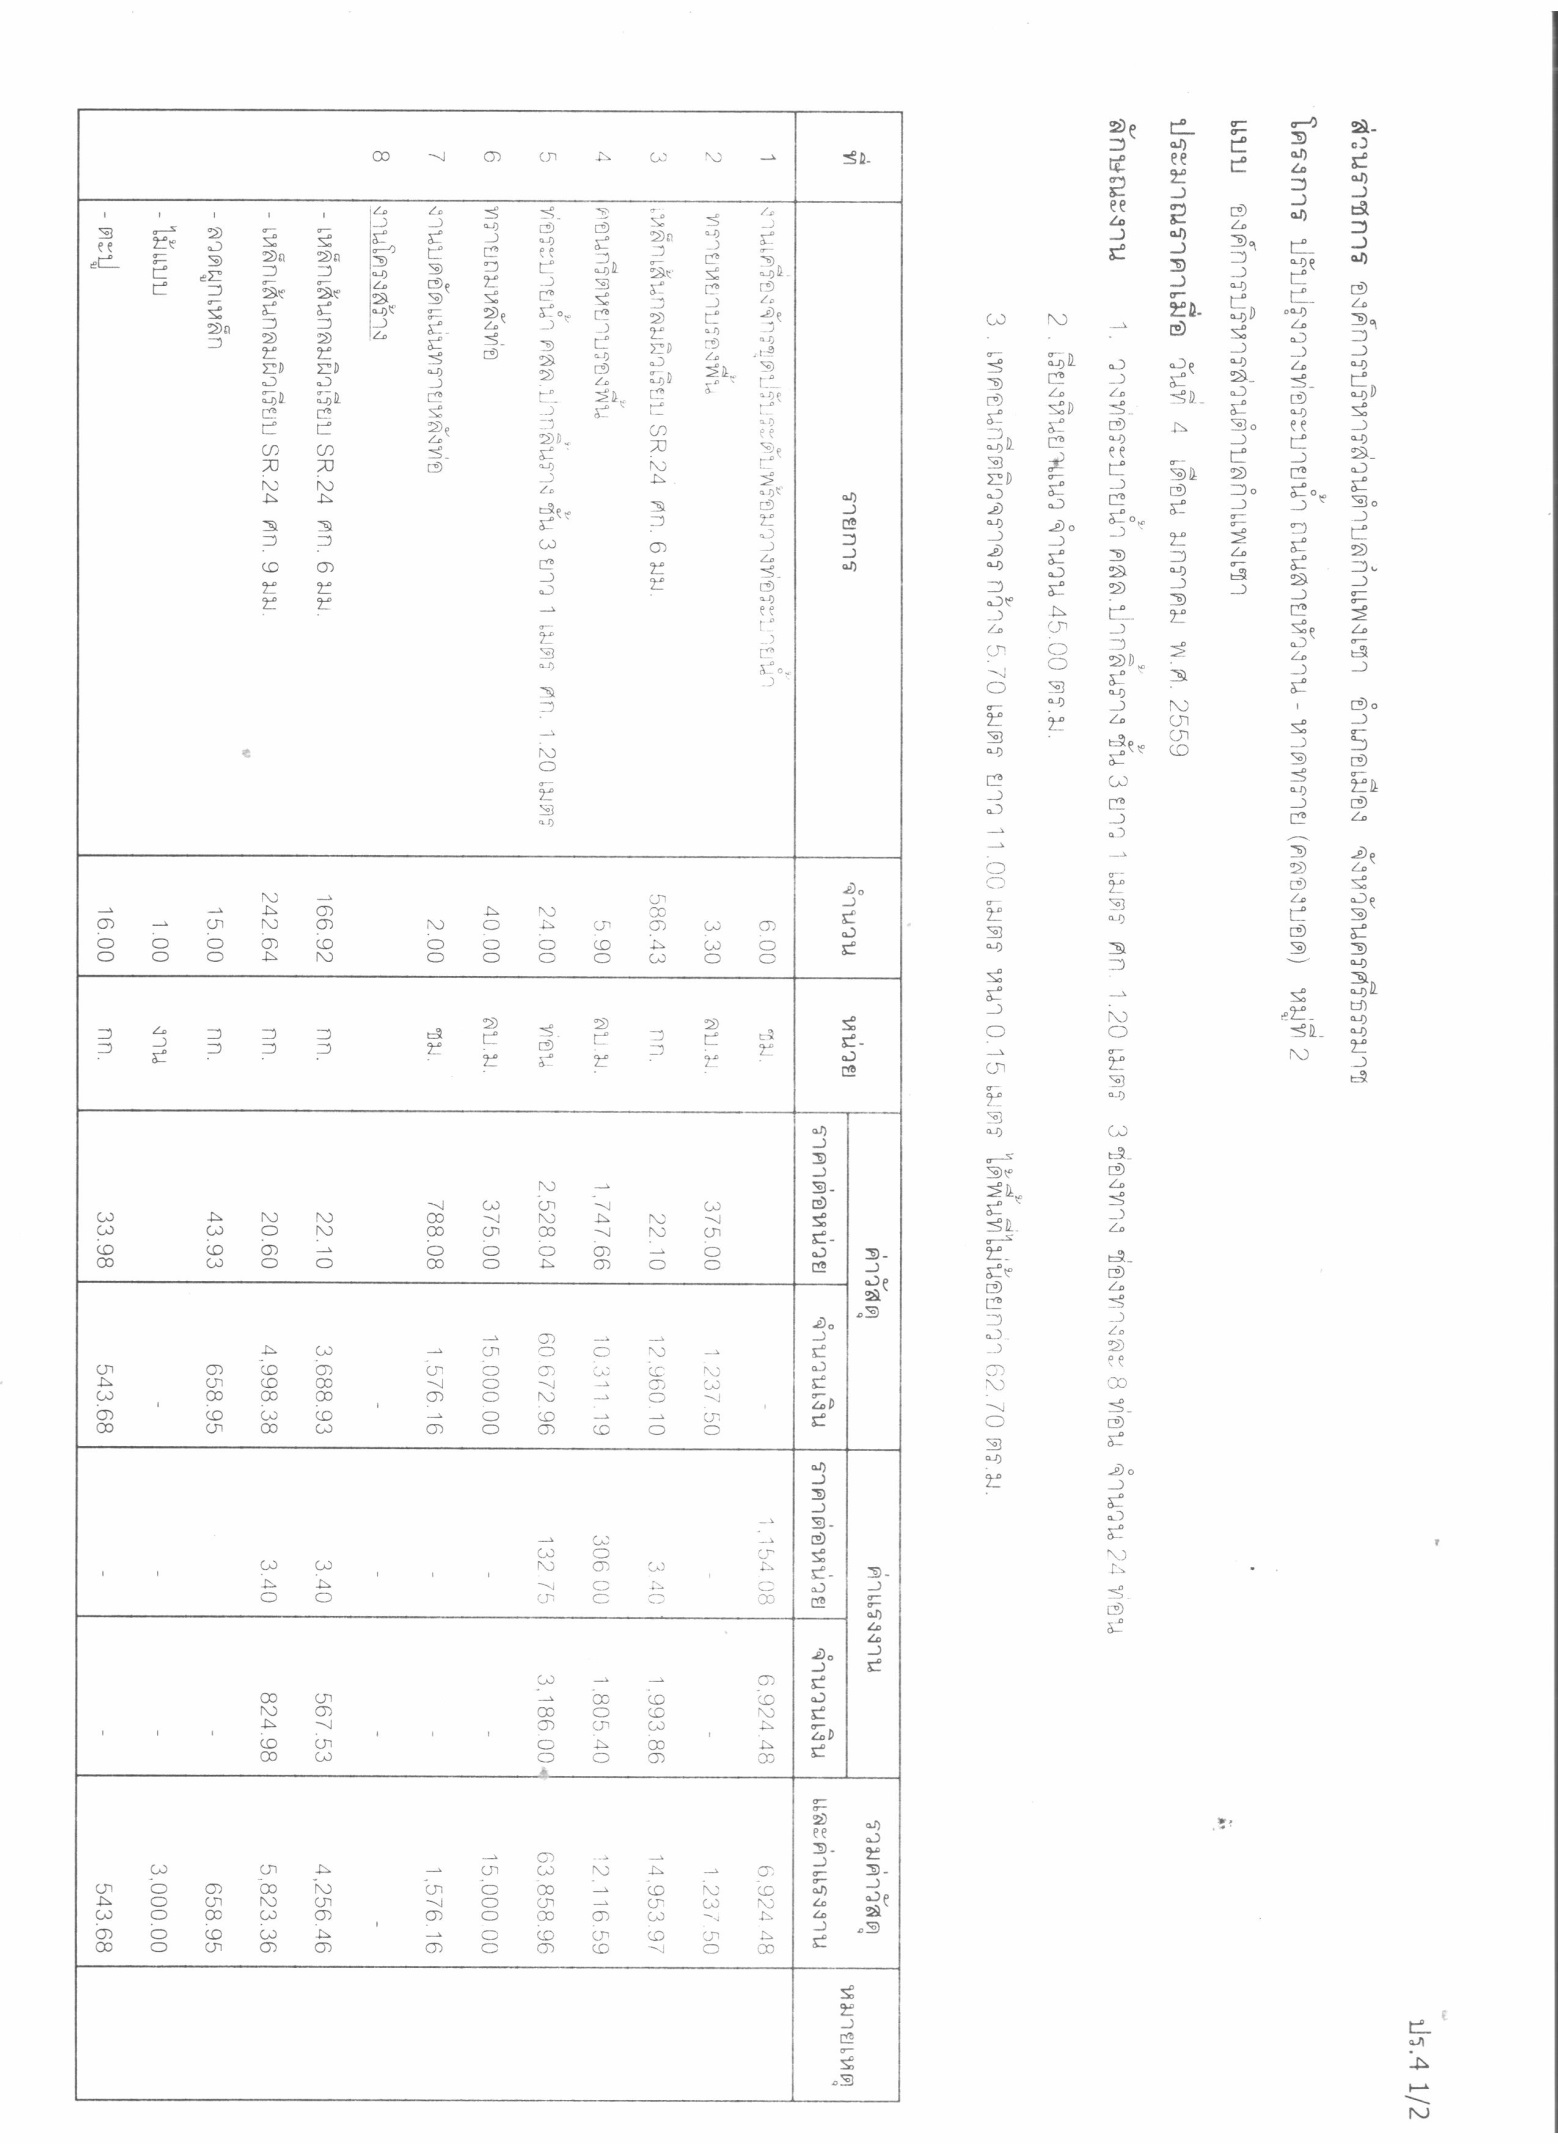 ปร.4 1/2
ส่วนราชการ องค์การบริหารส่วนตำบลกำแพงเซา อำเภอเมือง จังหวัดนครศรีธรรมราช
โครงการ ปรับปรุงวางท่อระบายน้ำ ถนนสายห้วงาน - หาดทราย (คลองบอด) หมู่ที่ 2
แบบ องค์การบริหารส่วนตำบลกำแพงเซา
ประมาณราคาเมื่อ วันที่ 4 เดือน มกราคม พ.ศ. 2559
ลักษณะงาน 1. วางท่อระบายน้ำ คสล.ปากลิ้นราง ชั้น 3 ยาว 1 เมตร ศก. 1.20 เมตร 3 ช่องทาง ช่องทางละ 8 ท่อน จำนวน 24 ท่อน
2. เรียงหินยาแนว จำนวน 45.00 ตร.ม.
3. เทคอนกรีตผิวจราจร กว้าง 5.70 เมตร ยาว 11.00 เมตร หนา 0.15 เมตร ได้พื้นที่ไม่น้อยกว่า 62.70 ตร.ม.
ที่ รายการ จำนวน หน่วย ค่าวัสดุ ค่าแรงงาน รวมค่าวัสดุ หมายเหตุ
ราคาต่อหน่วย จำนวนเงิน ราคาต่อหน่วย จำนวนเงิน และค่าแรงงาน
1 งานเครื่องจักรขุดปรับระดับพร้อมวางท่อระบายน้ำ 6.00 ชม. - 1,154.08 6,924.48 6,924.48
2 ทรายหยาบรองพื้น 3.30 ลบ.ม. 375.00 1,237.50 - - 1,237.50
3 เหล็กเส้นกลมผิวเรียบ SR.24 ศก. 6 มม. 586.43 กก. 22.10 12,960.10 3.40 1,993.86 14,953.97
4 คอนกรีตหยาบรองพื้น 5.90 ลบ.ม. 1,747.66 10,311.19 306.00 1,805.40 12,116.59
5 ท่อระบายน้ำ คสล.ปากลิ้นราง ชั้น 3 ยาว 1 เมตร ศก. 1.20 เมตร 24.00 ท่อน 2,528.04 60,672.96 132.75 3,186.00 63,858.96
6 ทรายถมหลังท่อ 40.00 ลบ.ม. 375.00 15,000.00 - - 15,000.00
7 งานบดอัดแน่นทรายหลังท่อ 2.00 ชม. 788.08 1,576.16 - - 1,576.16
8 งานโครงสร้าง - - - -
- เหล็กเส้นกลมผิวเรียบ SR.24 ศก. 6 มม. 166.92 กก. 22.10 3,688.93 3.40 567.53 4,256.46
- เหล็กเส้นกลมผิวเรียบ SR.24 ศก. 9 มม. 242.64 กก. 20.60 4,998.38 3.40 824.98 5,823.36
- ลวดผูกเหล็ก 15.00 กก. 43.93 658.95 - 658.95
- ไม้แบบ 1.00 งาน - - - 3,000.00
- ตะปู 16.00 กก. 33.98 543.68 - - 543.68